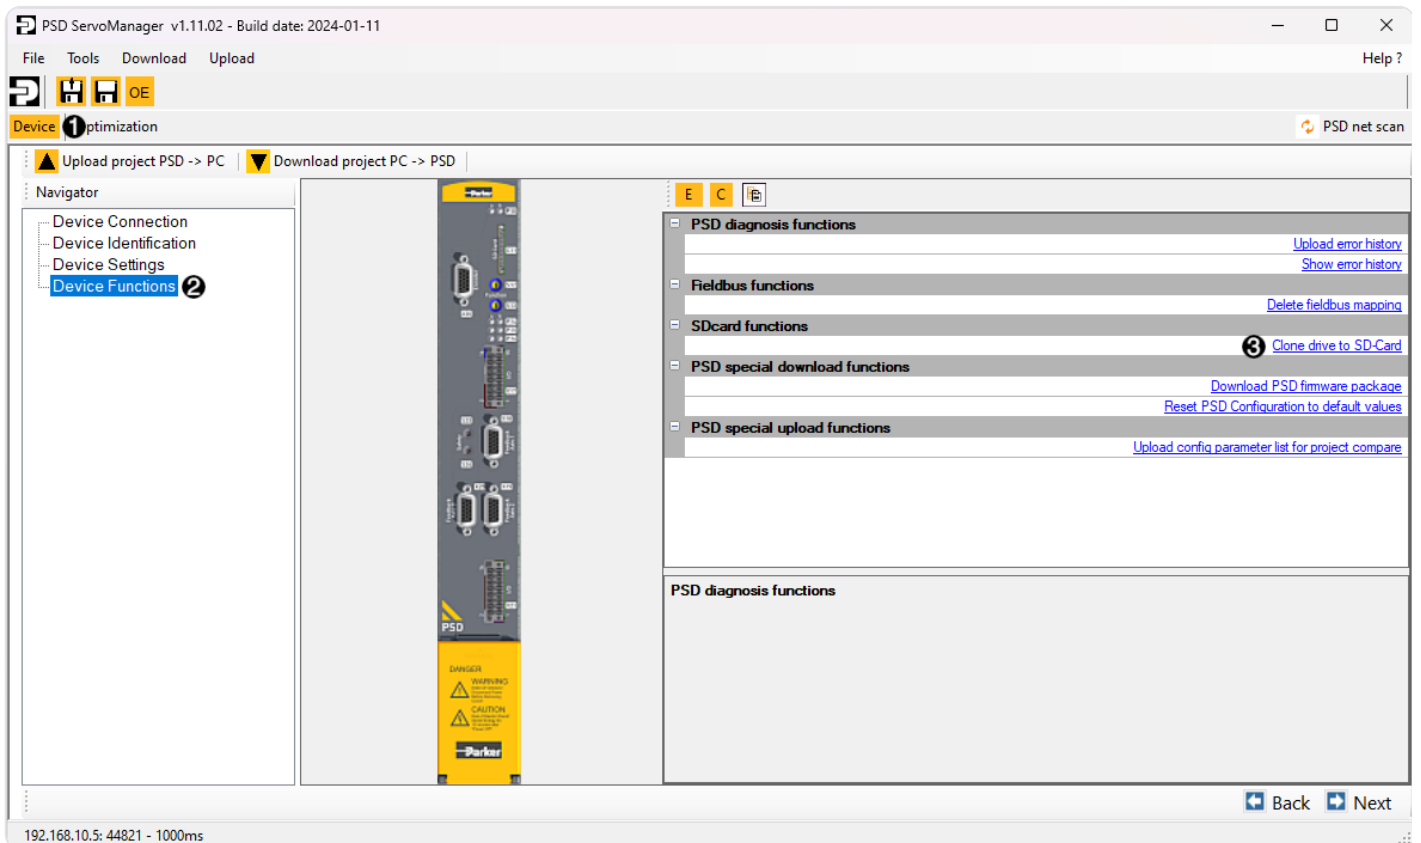 PSD ServoManager v1.11.02 - Build date: 2024-01-11
File Tools Download Upload Help ?
OE
Device 1 ptimization PSD net scan
Upload project PSD -> PC Download project PC -> PSD
Navigator
Device Connection
Device Identification
Device Settings
Device Functions 2
Parker
PSD
DANGER
WARNING
CAUTION
Parker
E C
PSD diagnosis functions
Upload error history
Show error history
Fieldbus functions
Delete fieldbus mapping
SDcard functions
3 Clone drive to SD-Card
PSD special download functions
Download PSD firmware package
Reset PSD Configuration to default values
PSD special upload functions
Upload config parameter list for project compare
PSD diagnosis functions
Back Next
192.168.10.5: 44821 - 1000ms